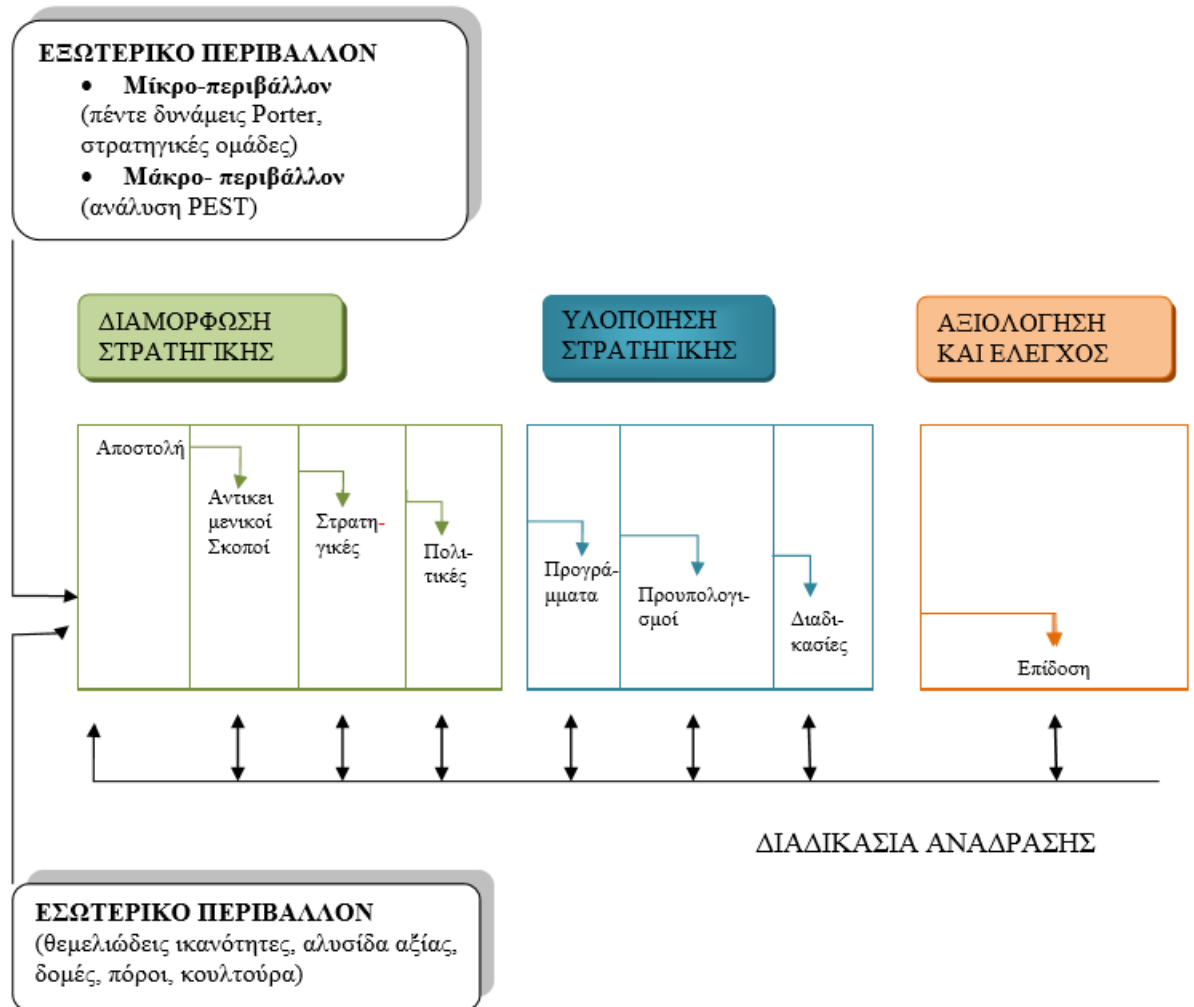 ΕΞΩΤΕΡΙΚΟ ΠΕΡΙΒΑΛΛΟΝ
• Μίκρο-περιβάλλον
(πέντε δυνάμεις Porter,
στρατηγικές ομάδες)
• Μάκρο- περιβάλλον
(ανάλυση PEST)
ΔΙΑΜΟΡΦΩΣΗ
ΣΤΡΑΤΗΓΙΚΗΣ
ΥΛΟΠΟΙΗΣΗ
ΣΤΡΑΤΗΓΙΚΗΣ
ΑΞΙΟΛΟΓΗΣΗ
ΚΑΙ ΕΛΕΓΧΟΣ
Αποστολή
Αντικει
μενικοί
Σκοποί
Στρατη-
γικές
Πολι-
τικές
Προγρά-
μματα
Προυπολογι-
σμοί
Διαδι-
κασίες
Επίδοση
ΔΙΑΔΙΚΑΣΙΑ ΑΝΑΔΡΑΣΗΣ
ΕΣΩΤΕΡΙΚΟ ΠΕΡΙΒΑΛΛΟΝ
(θεμελιώδεις ικανότητες, αλυσίδα αξίας,
δομές, πόροι, κουλτούρα)